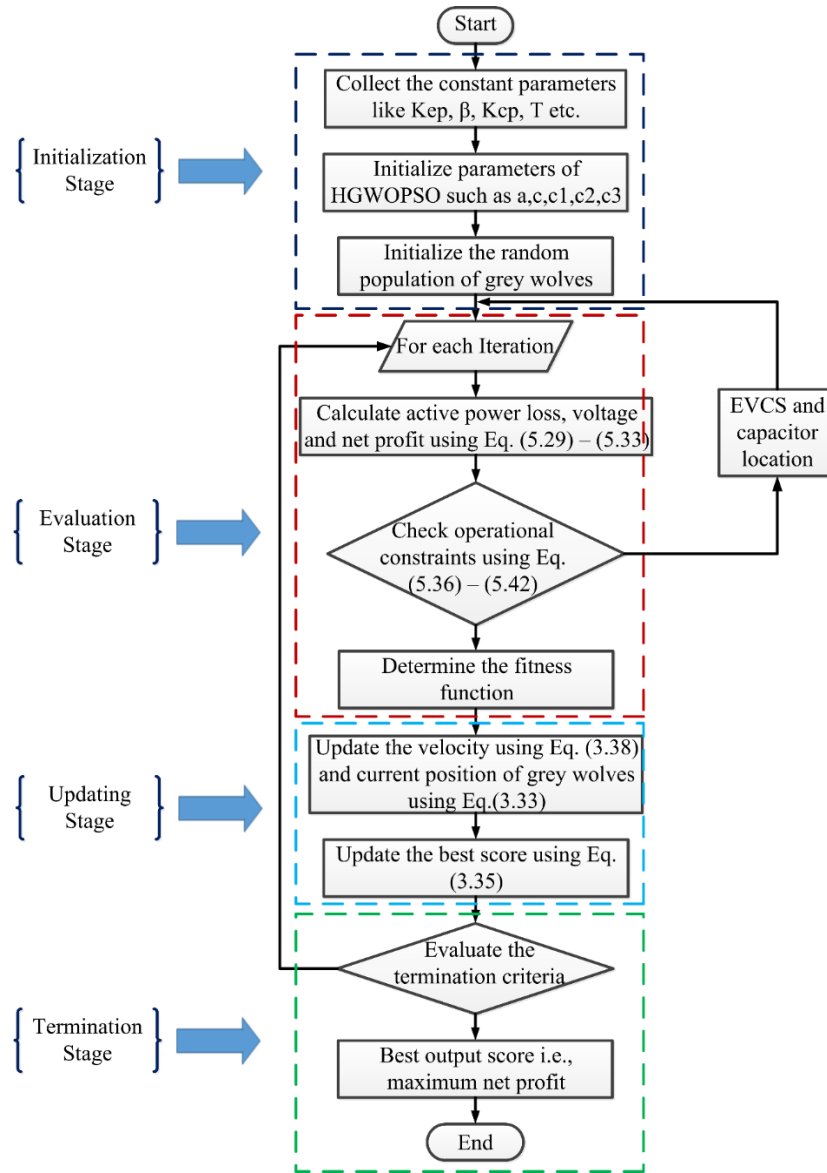 Start
Collect the constant parameters
like Kep, β, Kcp, T etc.
Initialization
Stage
Initialize parameters of
HGWOPSO such as a,c,c1,c2,c3
Initialize the random
population of grey wolves
For each Iteration
Calculate active power loss, voltage
and net profit using Eq. (5.29) – (5.33)
EVCS and
capacitor
location
Evaluation
Stage
Check operational
constraints using Eq.
(5.36) – (5.42)
Determine the fitness
function
Updating
Stage
Update the velocity using Eq. (3.38)
and current position of grey wolves
using Eq.(3.33)
Update the best score using Eq.
(3.35)
Evaluate the
termination criteria
Termination
Stage
Best output score i.e.,
maximum net profit
End